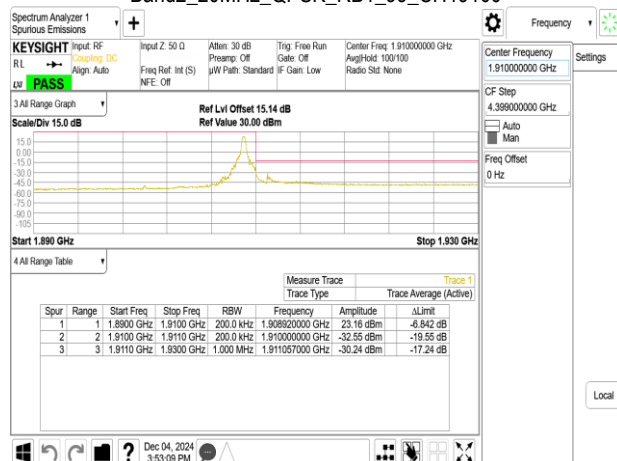 Spectrum Analyzer 1
Spurious Emissions
Frequency
Settings
KEYSIGHT
RL
LXI
PASS
Input: RF
Coupling: DC
Align: Auto
Input Z: 50 Ω
Freq Ref: Int (S)
NFE: Off
Atten: 30 dB
Preamp: Off
µW Path: Standard
Trig: Free Run
Gate: Off
IF Gain: Low
Center Freq: 1.910000000 GHz
Avg|Hold: 100/100
Radio Std: None
Center Frequency
1.910000000 GHz
CF Step
4.399000000 GHz
Auto
Man
Freq Offset
0 Hz
Local
3 All Range Graph
Scale/Div 15.0 dB
Ref Lvl Offset 15.14 dB
Ref Value 30.00 dBm
15.0
0.00
-15.0
-30.0
-45.0
-60.0
-75.0
-90.0
-105
Start 1.890 GHz
Stop 1.930 GHz
4 All Range Table
Measure Trace Trace 1
Trace Type Trace Average (Active)
Spur Range Start Freq Stop Freq RBW Frequency Amplitude ΔLimit
1 1 1.8900 GHz 1.9100 GHz 200.0 kHz 1.908920000 GHz 23.16 dBm -6.842 dB
2 2 1.9100 GHz 1.9110 GHz 200.0 kHz 1.910000000 GHz -32.55 dBm -19.55 dB
3 3 1.9110 GHz 1.9300 GHz 1.000 MHz 1.911057000 GHz -30.24 dBm -17.24 dB
?
Dec 04, 2024
3:53:09 PM